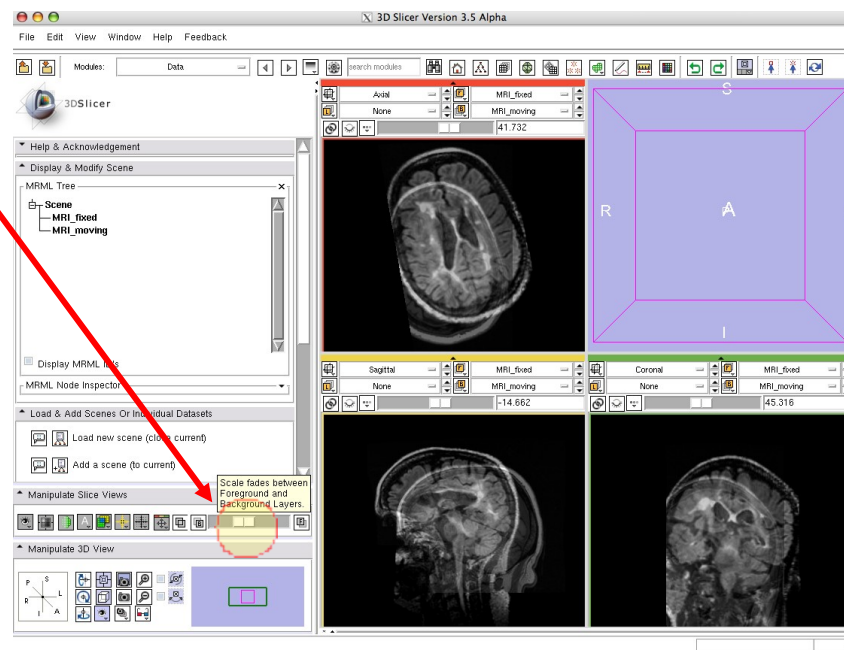 3D Slicer Version 3.5 Alpha
File Edit View Window Help Feedback
Modules: Data search modules
3DSlicer
Help & Acknowledgement
Display & Modify Scene
MRML Tree
Scene
MRI_fixed
MRI_moving
Display MRML ID's
MRML Node Inspector
Load & Add Scenes Or Individual Datasets
Load new scene (close current)
Add a scene (to current)
Scale fades between
Foreground and
Background Layers.
Manipulate Slice Views
Manipulate 3D View
P S
R L
I A
Axial MRI_fixed
None MRI_moving
41.732
S
R A
I
Sagittal MRI_fixed
None MRI_moving
-14.662
Coronal MRI_fixed
None MRI_moving
45.316